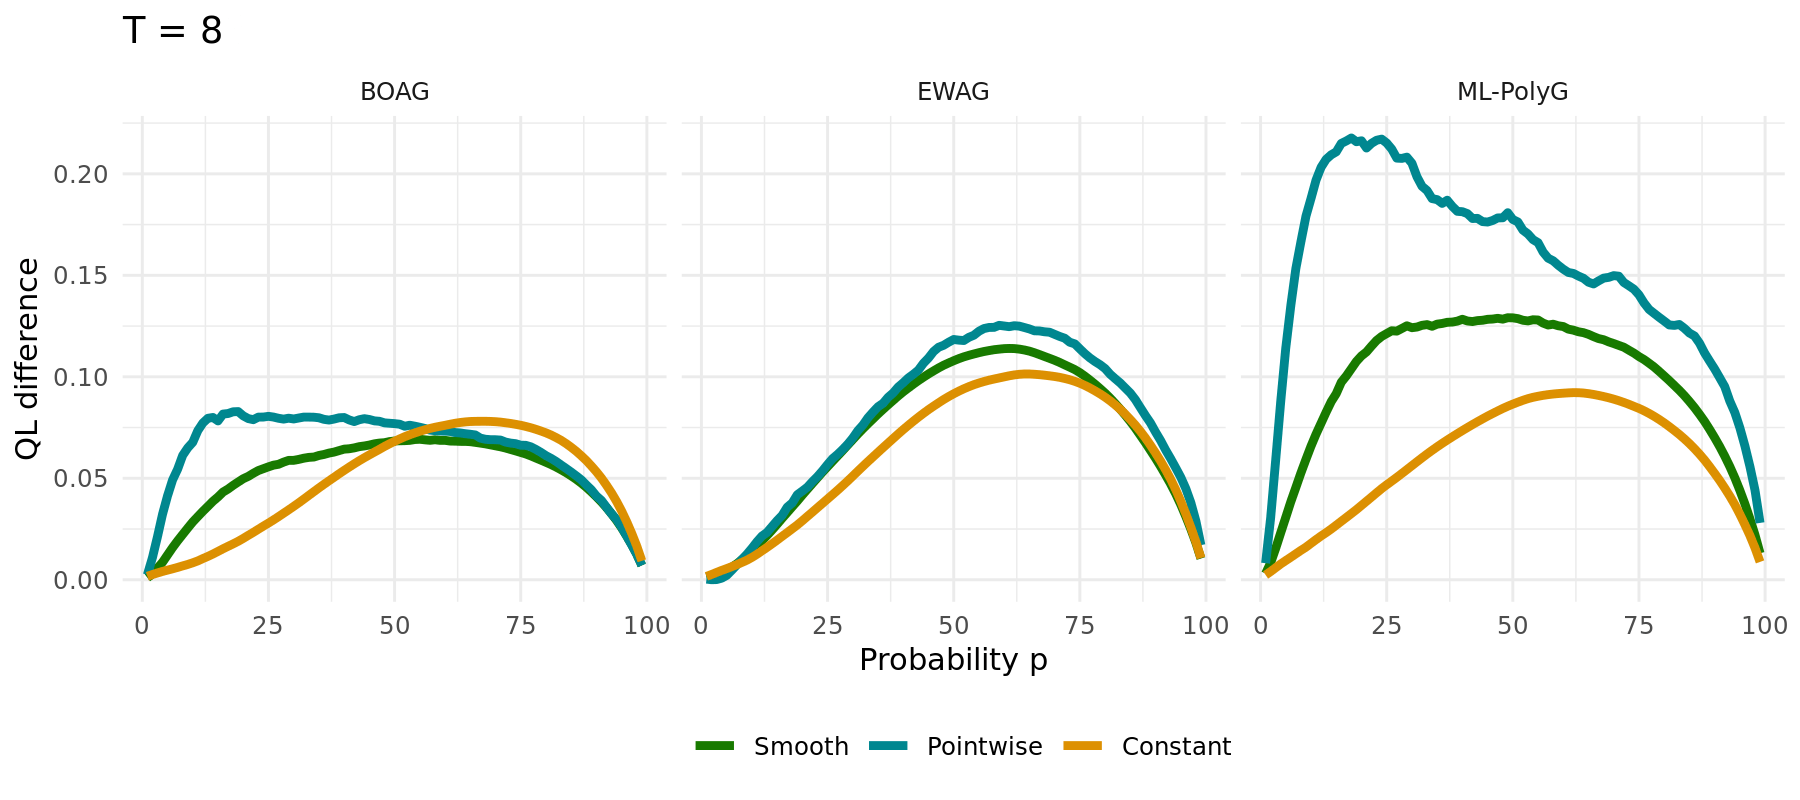 T = 8
BOAG EWAG ML-PolyG
QL difference
0.20
0.15
0.10
0.05
0.00
0 25 50 75 100 0 25 50 75 100 0 25 50 75 100
Probability p
Smooth Pointwise Constant